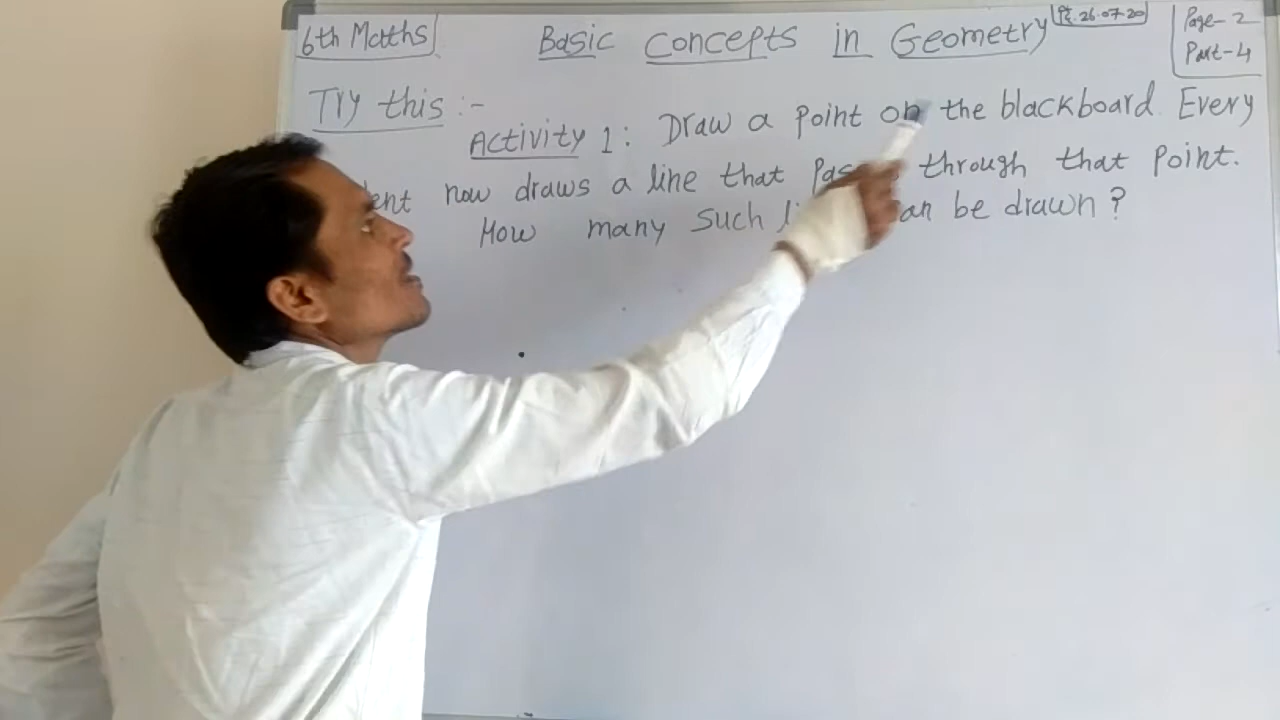 6th Maths
Basic Concepts in Geometry
दि. 26.07.20
Page-2
Part-4
Try this :-
Activity 1: Draw a point on the blackboard. Every
now draws a line that through that point.
How many such be drawn ?